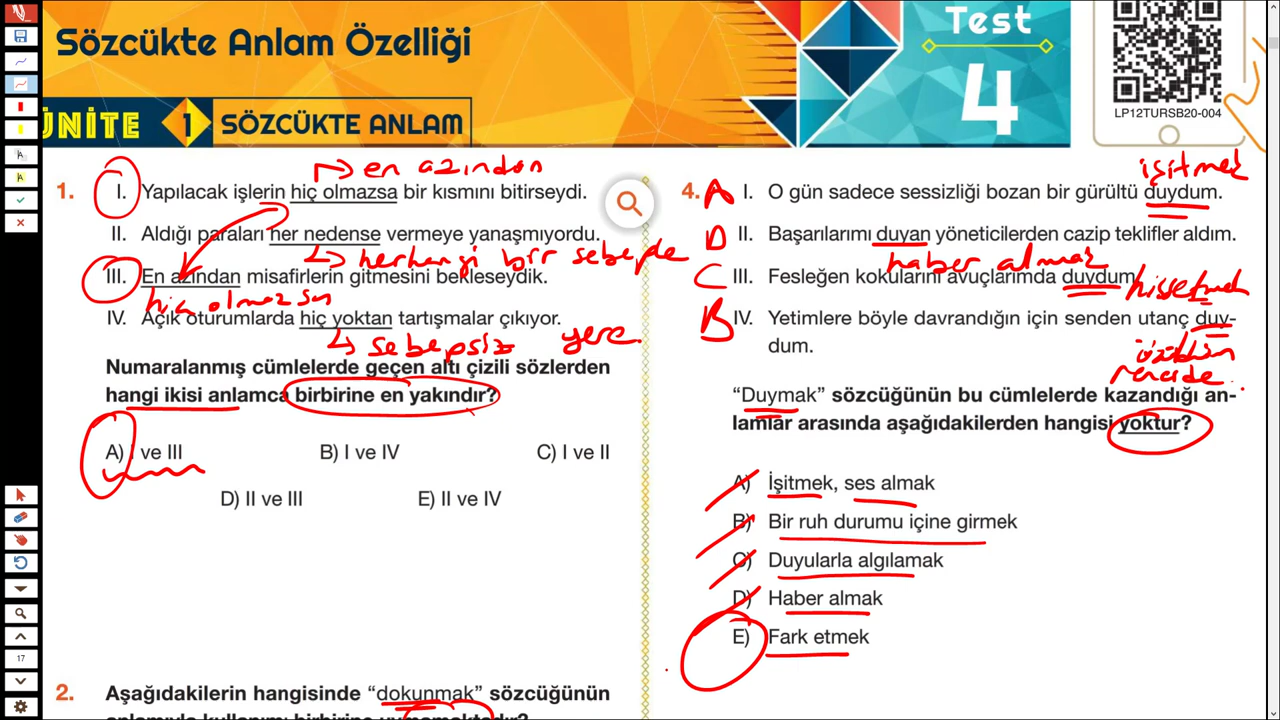 Sözcükte Anlam Özelliği
Test
4
ÜNİTE 1 SÖZCÜKTE ANLAM
LP12TURSB20-004
en azından
1. I. Yapılacak işlerin hiç olmazsa bir kısmını bitirseydi.
II. Aldığı paraları her nedense vermeye yanaşmıyordu.
herhangi bir sebeple
III. En azından misafirlerin gitmesini bekleseydik.
hiç olmazsa
IV. Açık oturumlarda hiç yoktan tartışmalar çıkıyor.
sebepsiz yere
Numaralanmış cümlelerde geçen altı çizili sözlerden
hangi ikisi anlamca birbirine en yakındır?
A) I ve III B) I ve IV C) I ve II
D) II ve III E) II ve IV
2. Aşağıdakilerin hangisinde “dokunmak” sözcüğünün
işitmek
4. A I. O gün sadece sessizliği bozan bir gürültü duydum.
D II. Başarılarımı duyan yöneticilerden cazip teklifler aldım.
haber almak
C III. Fesleğen kokularını avuçlarımda duydum
hissetmek
B IV. Yetimlere böyle davrandığın için senden utanç duy-
dum.
rencide
“Duymak” sözcüğünün bu cümlelerde kazandığı an-
lamlar arasında aşağıdakilerden hangisi yoktur?
A) İşitmek, ses almak
B) Bir ruh durumu içine girmek
C) Duyularla algılamak
D) Haber almak
E) Fark etmek
17